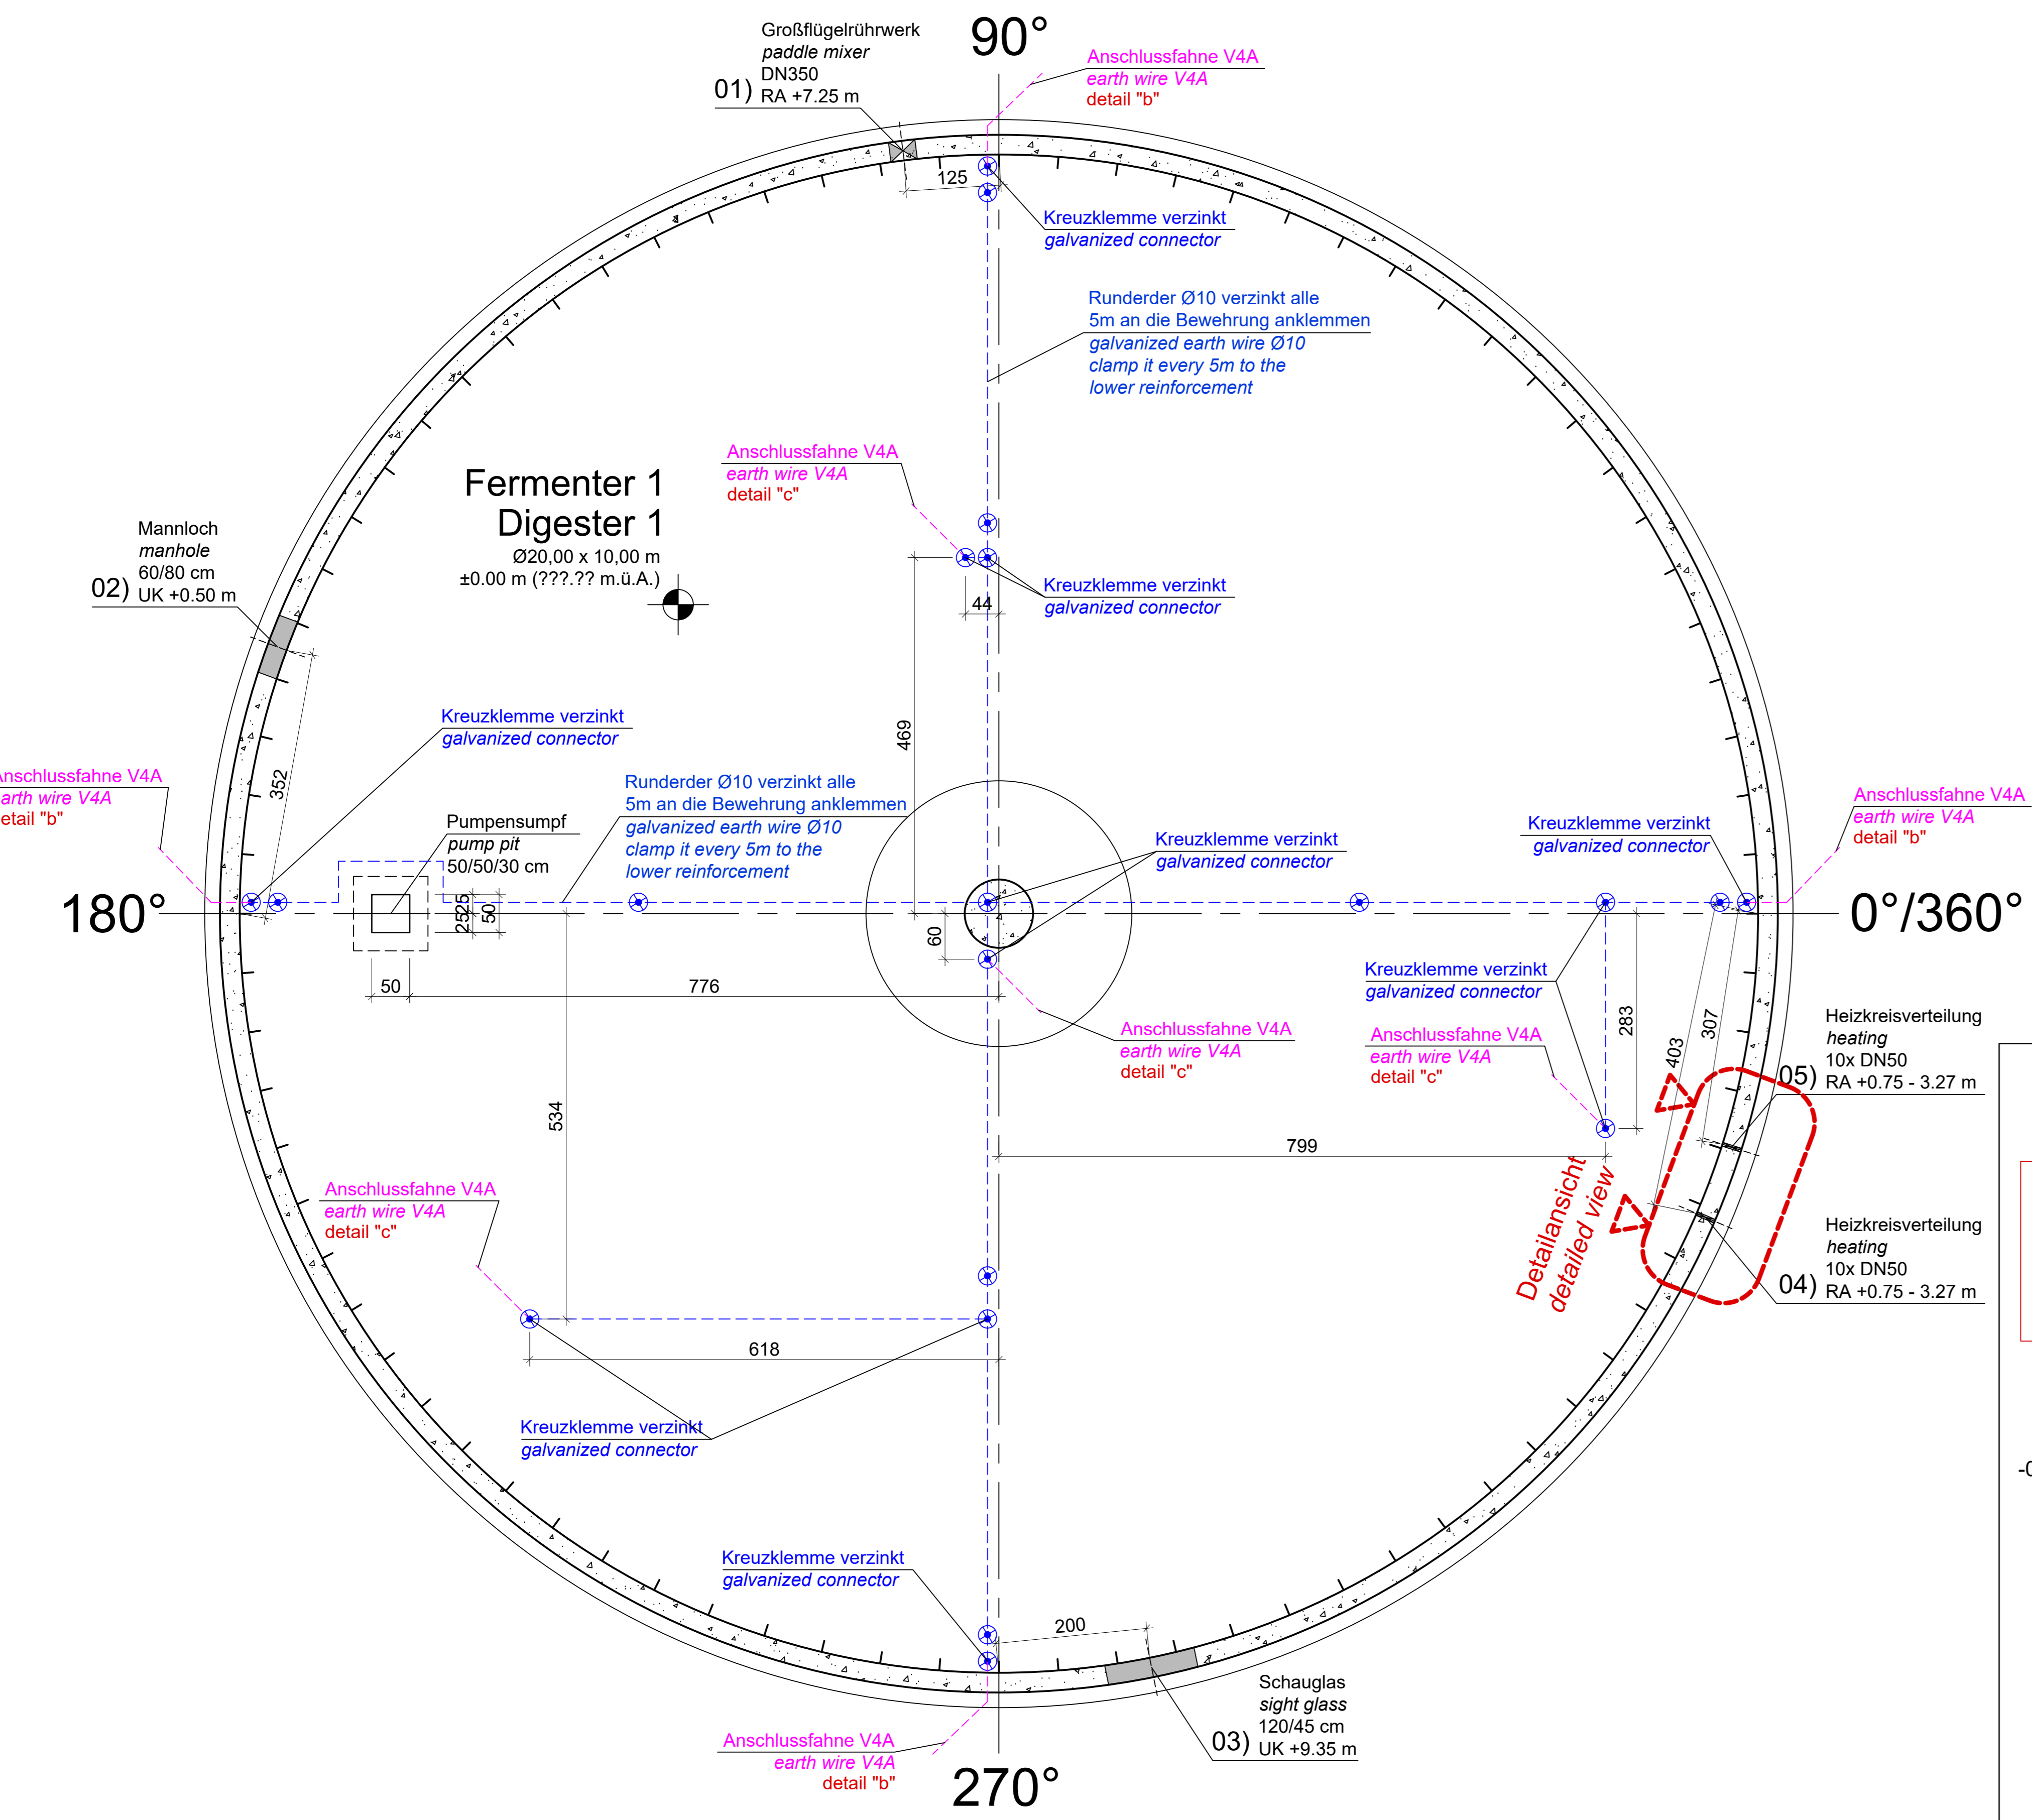 90°
Großflügelrührwerk
paddle mixer
DN350
01) RA +7.25 m
Anschlussfahne V4A
earth wire V4A
detail "b"
125
Kreuzklemme verzinkt
galvanized connector
Runderder Ø10 verzinkt alle
5m an die Bewehrung anklemmen
galvanized earth wire Ø10
clamp it every 5m to the
lower reinforcement
Anschlussfahne V4A
earth wire V4A
detail "c"
Fermenter 1
Digester 1
Ø20,00 x 10,00 m
±0.00 m (???.?? m.ü.A.)
Mannloch
manhole
60/80 cm
02) UK +0.50 m
Kreuzklemme verzinkt
galvanized connector
44
469
352
Kreuzklemme verzinkt
galvanized connector
nschlussfahne V4A
arth wire V4A
etail "b"
Runderder Ø10 verzinkt alle
5m an die Bewehrung anklemmen
galvanized earth wire Ø10
clamp it every 5m to the
lower reinforcement
Pumpensumpf
pump pit
50/50/30 cm
Kreuzklemme verzinkt
galvanized connector
Kreuzklemme verzinkt
galvanized connector
Anschlussfahne V4A
earth wire V4A
detail "b"
180°
25
25
50
60
0°/360°
50
776
Kreuzklemme verzinkt
galvanized connector
Anschlussfahne V4A
earth wire V4A
detail "c"
Anschlussfahne V4A
earth wire V4A
detail "c"
283
403
307
Heizkreisverteilung
heating
10x DN50
05) RA +0.75 - 3.27 m
534
799
Detailansicht
detailed view
Anschlussfahne V4A
earth wire V4A
detail "c"
Heizkreisverteilung
heating
10x DN50
04) RA +0.75 - 3.27 m
618
Kreuzklemme verzinkt
galvanized connector
-0
Kreuzklemme verzinkt
galvanized connector
200
Schauglas
sight glass
120/45 cm
03) UK +9.35 m
Anschlussfahne V4A
earth wire V4A
detail "b"
270°